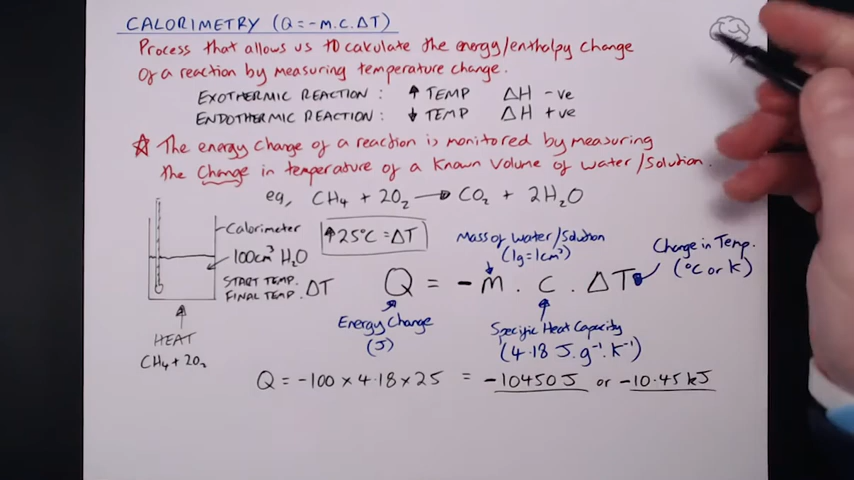 CALORIMETRY (Q=-M.C.ΔT)
Process that allows us to calculate the energy/enthalpy change
of a reaction by measuring temperature change.
EXOTHERMIC REACTION : ↑ TEMP ΔH -ve
ENDOTHERMIC REACTION : ↓ TEMP ΔH +ve
☆ The energy change of a reaction is monitored by measuring
the change in temperature of a known volume of water/solution.
eg, CH₄ + 2O₂ → CO₂ + 2H₂O
Calorimeter
100cm³ H₂O
START TEMP.
FINAL TEMP. ΔT
HEAT
CH₄ + 2O₂
↑25°C = ΔT
Mass of water/solution
(1g=1cm³)
Change in Temp.
(°C or K)
Q = -m . c . ΔT
Energy Change
(J)
Specific Heat Capacity
(4.18 J.g⁻¹.K⁻¹)
Q = -100 × 4.18 × 25 = -10450J or -10.45 kJ